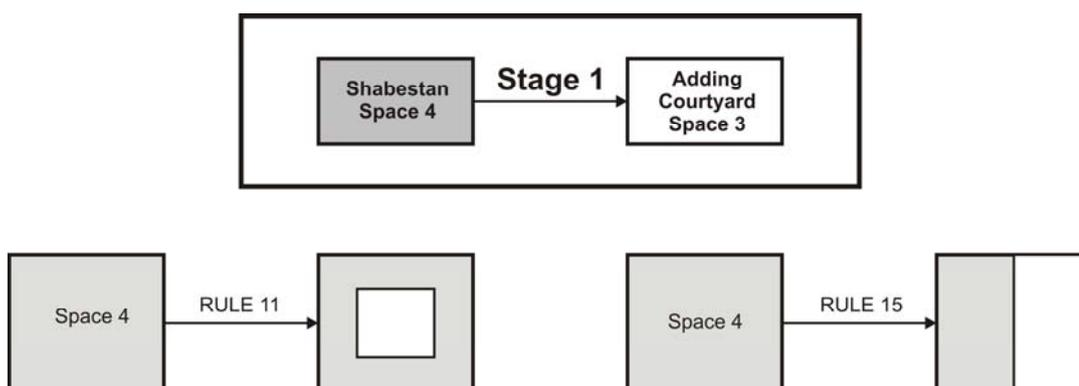 Shabestan
Space 4
Stage 1
Adding
Courtyard
Space 3
Space 4
RULE 11
Space 4
RULE 15